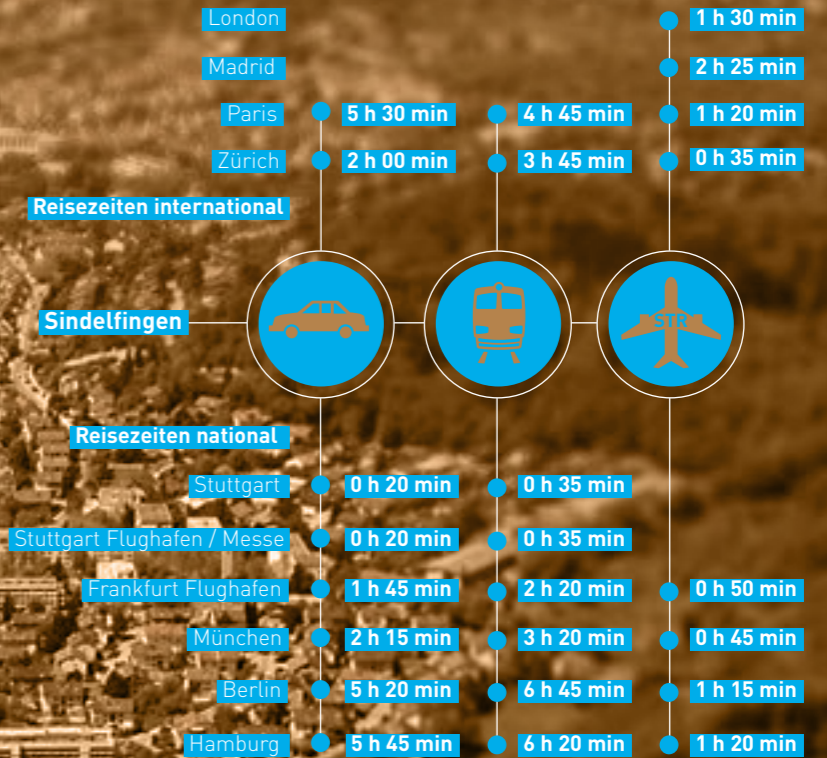 London 1 h 30 min
Madrid 2 h 25 min
Paris 5 h 30 min 4 h 45 min 1 h 20 min
Zürich 2 h 00 min 3 h 45 min 0 h 35 min
Reisezeiten international
Sindelfingen STR
Reisezeiten national
Stuttgart 0 h 20 min 0 h 35 min
Stuttgart Flughafen / Messe 0 h 20 min 0 h 35 min
Frankfurt Flughafen 1 h 45 min 2 h 20 min 0 h 50 min
München 2 h 15 min 3 h 20 min 0 h 45 min
Berlin 5 h 20 min 6 h 45 min 1 h 15 min
Hamburg 5 h 45 min 6 h 20 min 1 h 20 min